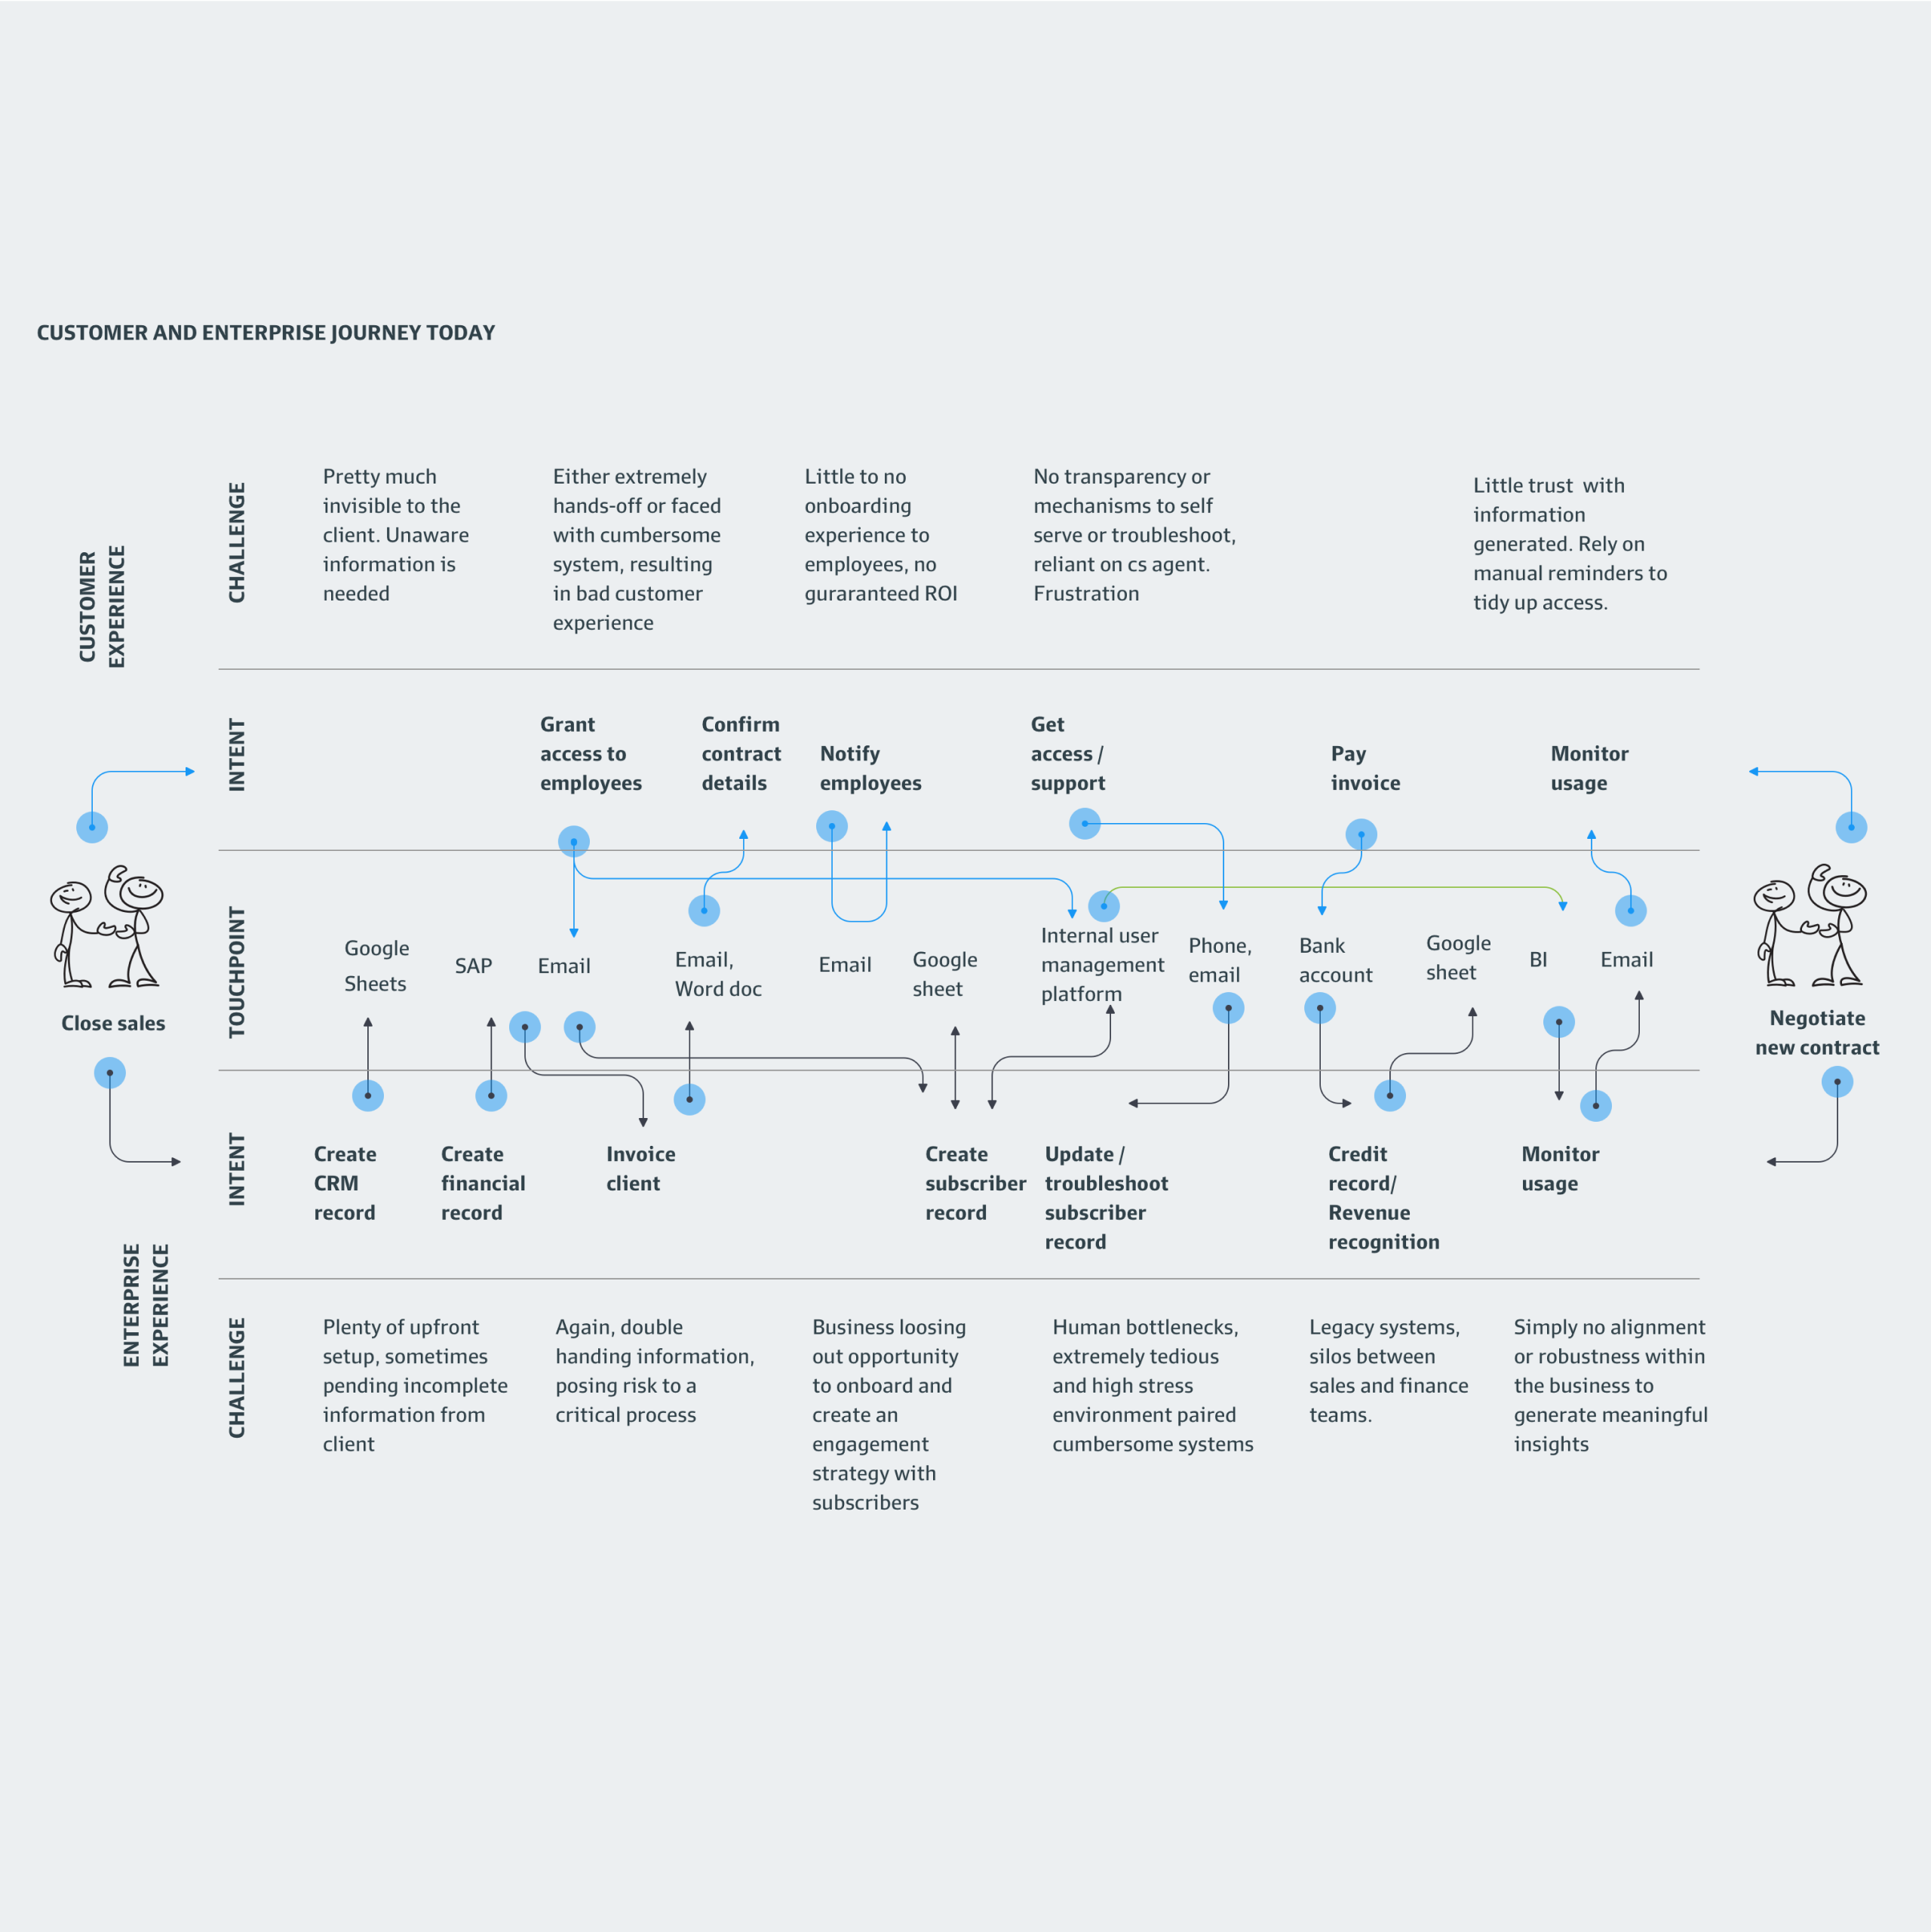 CUSTOMER AND ENTERPRISE JOURNEY TODAY
CUSTOMER
EXPERIENCE
CHALLENGE
Pretty much
invisible to the
client. Unaware
information is
needed
Either extremely
hands-off or faced
with cumbersome
system, resulting
in bad customer
experience
Little to no
onboarding
experience to
employees, no
guraranteed ROI
No transparency or
mechanisms to self
serve or troubleshoot,
reliant on cs agent.
Frustration
Little trust with
information
generated. Rely on
manual reminders to
tidy up access.
INTENT
Grant
access to
employees
Confirm
contract
details
Notify
employees
Get
access /
support
Pay
invoice
Monitor
usage
Close sales
TOUCHPOINT
Google
Sheets
SAP
Email
Email,
Word doc
Email
Google
sheet
Internal user
management
platform
Phone,
email
Bank
account
Google
sheet
BI
Email
Negotiate
new contract
ENTERPRISE
EXPERIENCE
INTENT
Create
CRM
record
Create
financial
record
Invoice
client
Create
subscriber
record
Update /
troubleshoot
subscriber
record
Credit
record/
Revenue
recognition
Monitor
usage
CHALLENGE
Plenty of upfront
setup, sometimes
pending incomplete
information from
client
Again, double
handing information,
posing risk to a
critical process
Business loosing
out opportunity
to onboard and
create an
engagement
strategy with
subscribers
Human bottlenecks,
extremely tedious
and high stress
environment paired
cumbersome systems
Legacy systems,
silos between
sales and finance
teams.
Simply no alignment
or robustness within
the business to
generate meaningful
insights